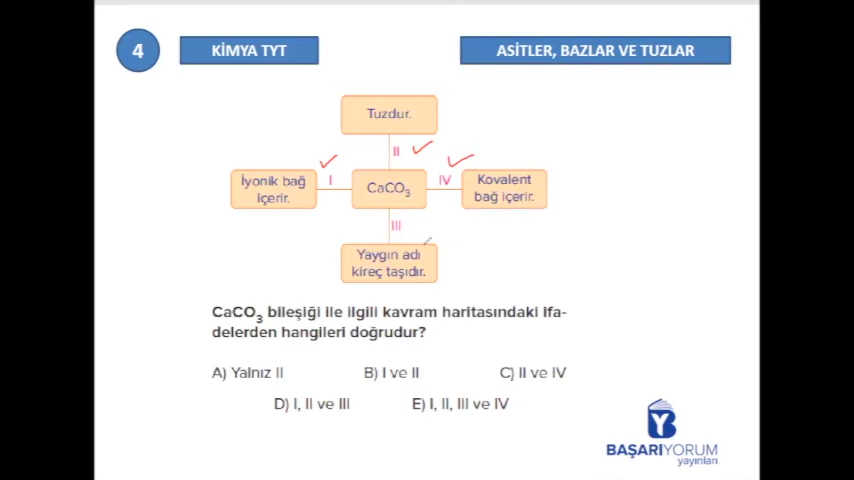 4
KİMYA TYT
ASİTLER, BAZLAR VE TUZLAR
Tuzdur.
II
İyonik bağ
içerir.
I
CaCO₃
IV
Kovalent
bağ içerir.
III
Yaygın adı
kireç taşıdır.
CaCO₃ bileşiği ile ilgili kavram haritasındaki ifa-
delerden hangileri doğrudur?
A) Yalnız II B) I ve II C) II ve IV
D) I, II ve III E) I, II, III ve IV
BAŞARIYORUM
yayınları